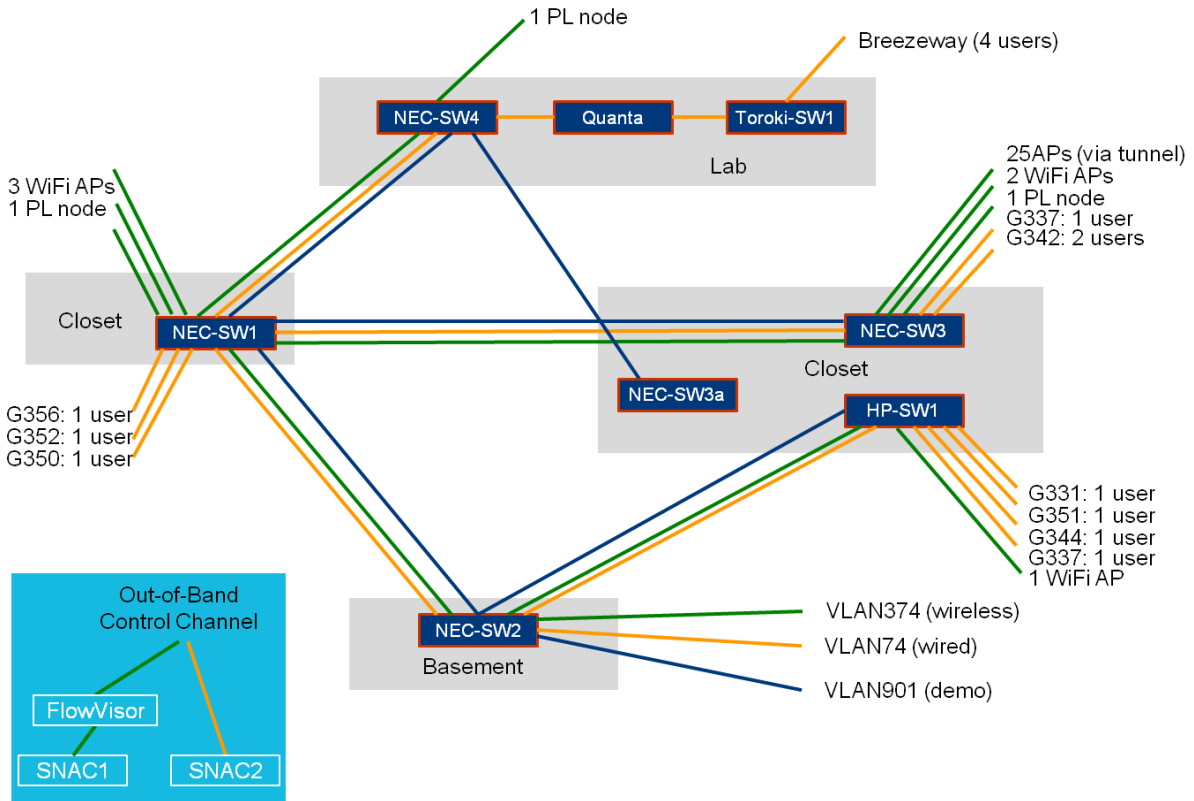 1 PL node
Breezeway (4 users)
NEC-SW4
Quanta
Toroki-SW1
Lab
3 WiFi APs
1 PL node
25APs (via tunnel)
2 WiFi APs
1 PL node
G337: 1 user
G342: 2 users
Closet
NEC-SW1
NEC-SW3
Closet
NEC-SW3a
HP-SW1
G356: 1 user
G352: 1 user
G350: 1 user
G331: 1 user
G351: 1 user
G344: 1 user
G337: 1 user
1 WiFi AP
Out-of-Band
Control Channel
FlowVisor
SNAC1
SNAC2
NEC-SW2
Basement
VLAN374 (wireless)
VLAN74 (wired)
VLAN901 (demo)